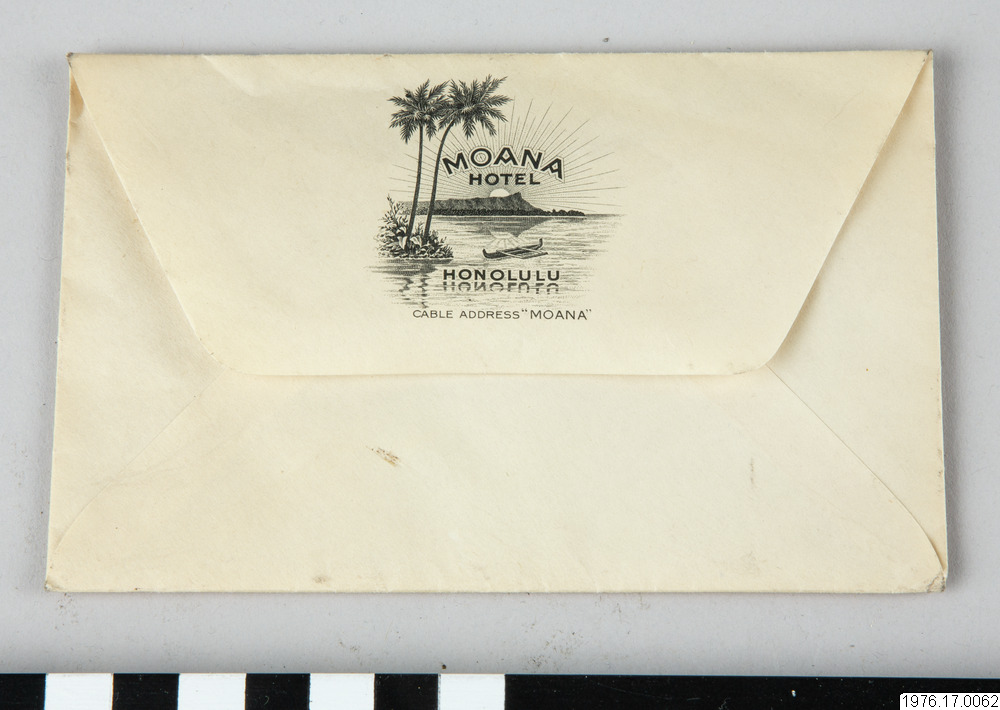 MOANA
HOTEL
HONOLULU
CABLE ADDRESS "MOANA"
1976.17.0062